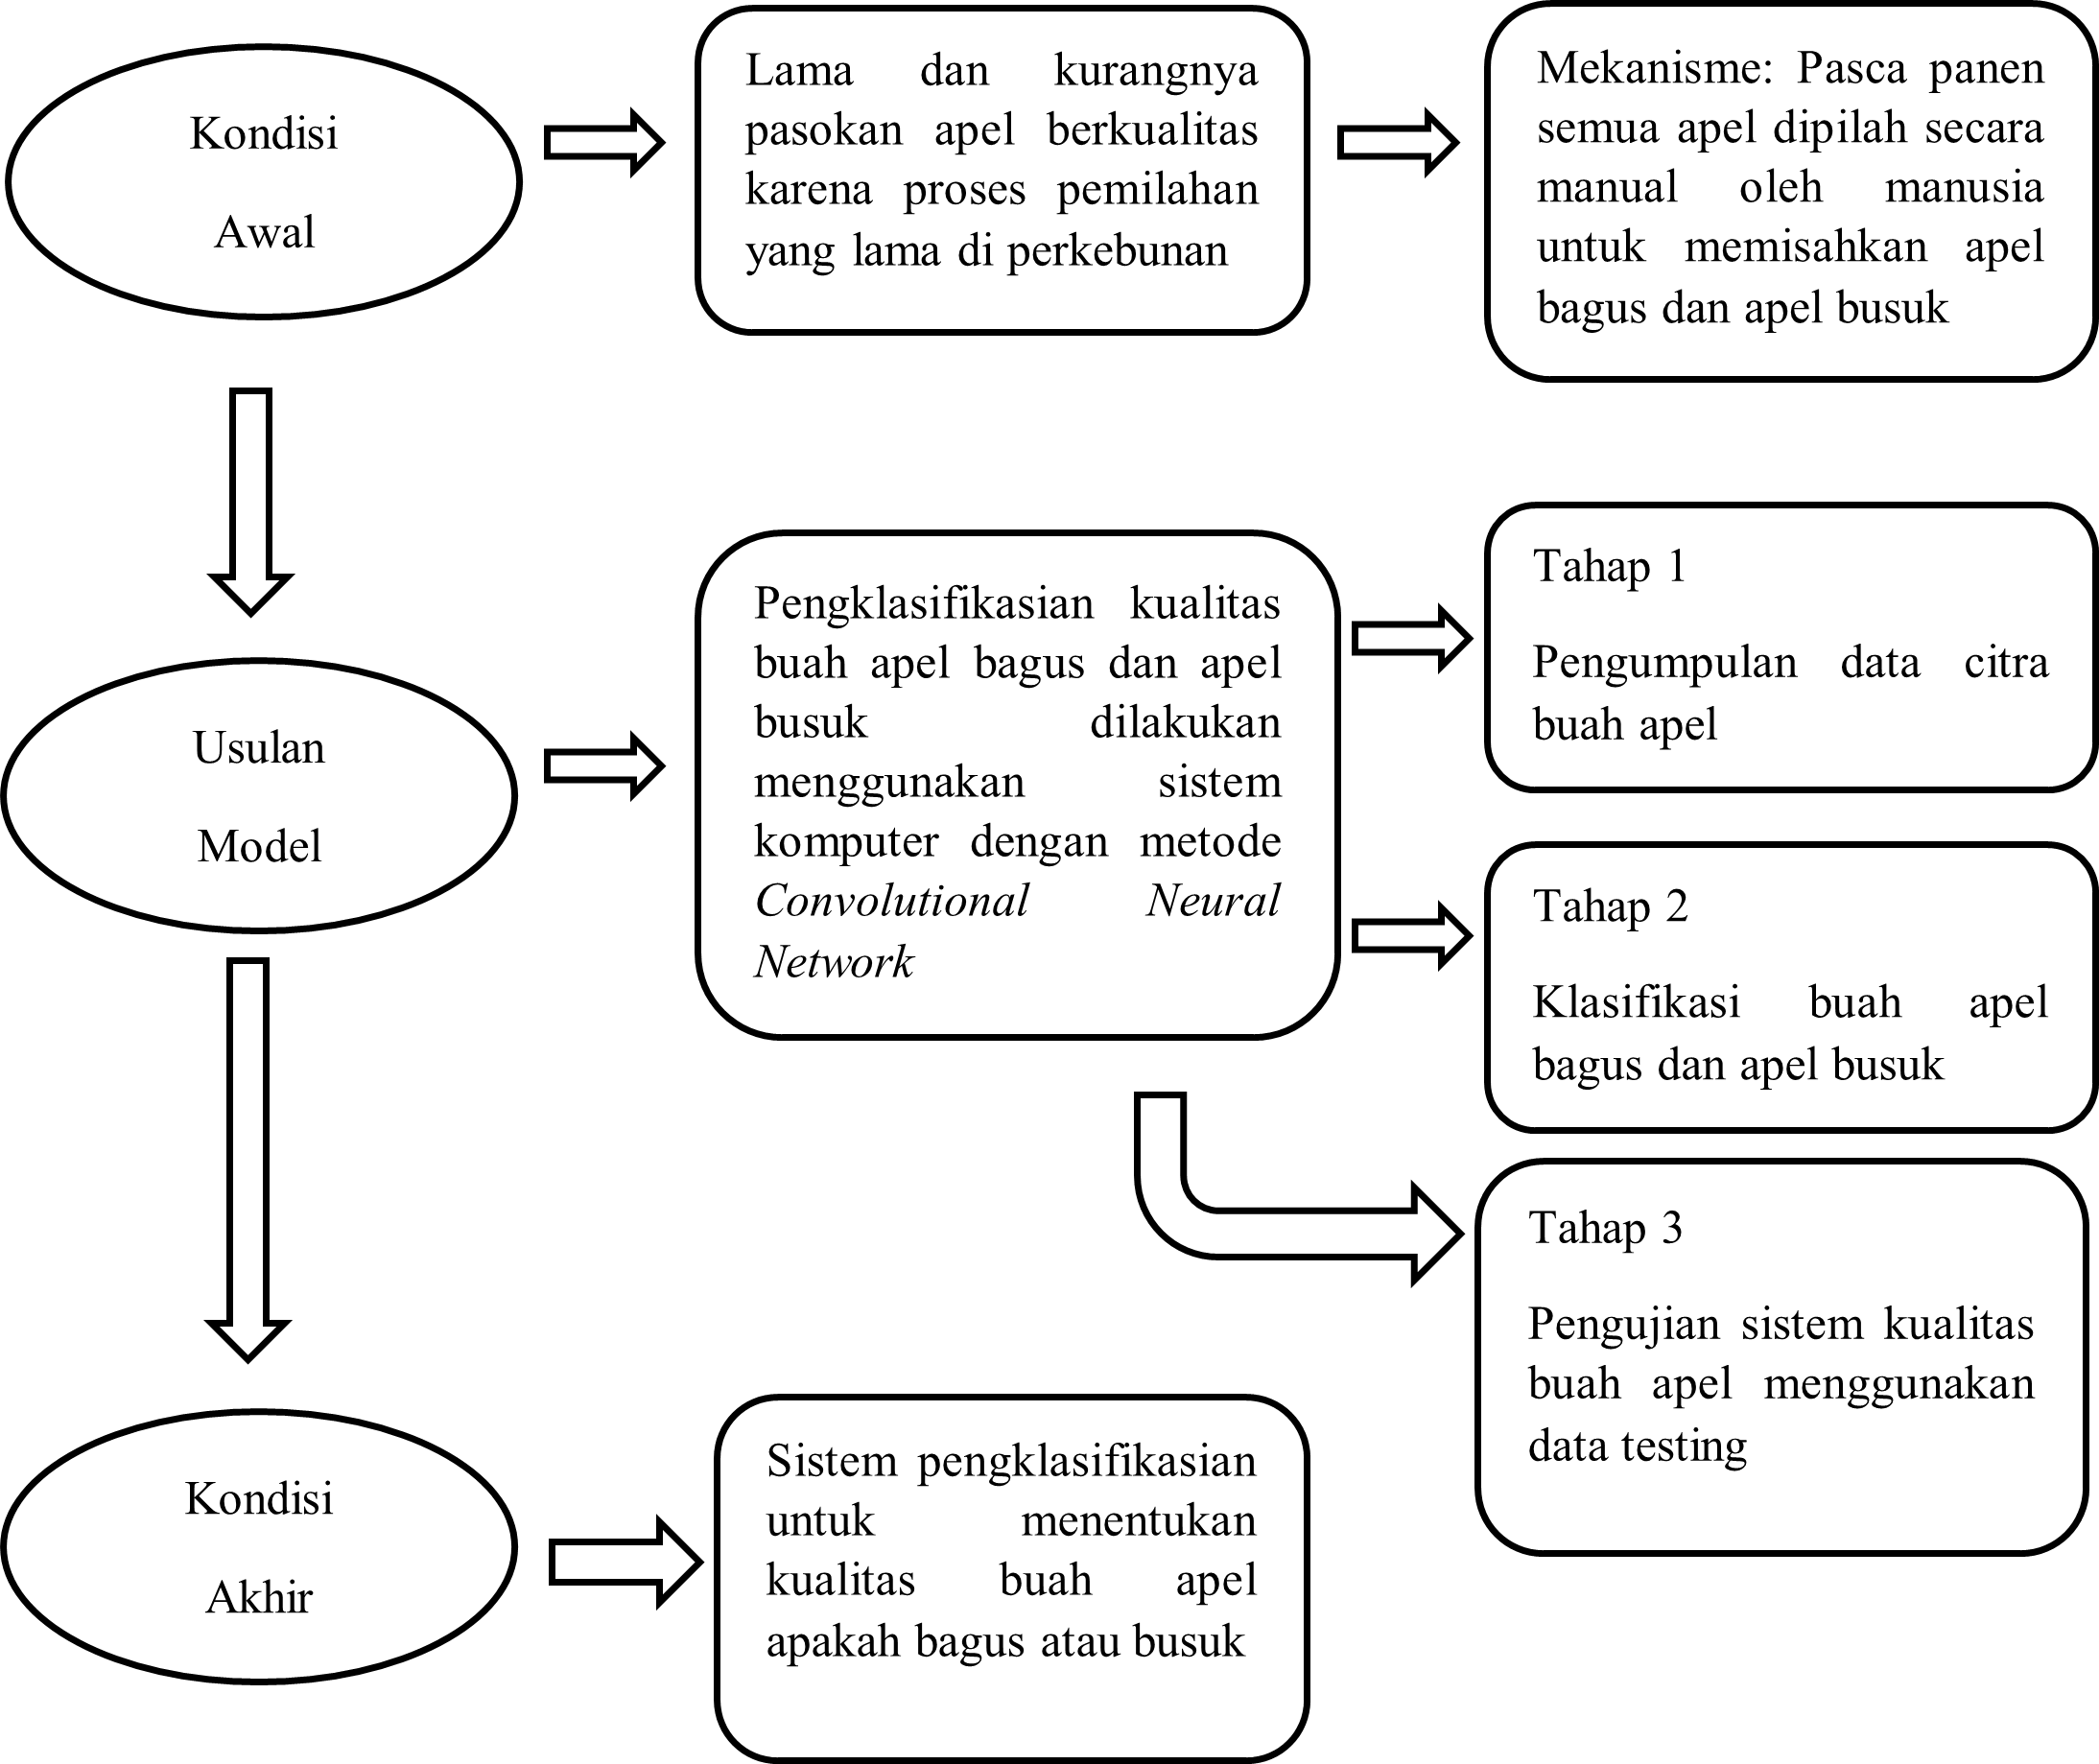 Kondisi
Awal
Lama dan kurangnya
pasokan apel berkualitas
karena proses pemilahan
yang lama di perkebunan
Mekanisme: Pasca panen
semua apel dipilah secara
manual oleh manusia
untuk memisahkan apel
bagus dan apel busuk
Usulan
Model
Pengklasifikasian kualitas
buah apel bagus dan apel
busuk dilakukan
menggunakan sistem
komputer dengan metode
Convolutional Neural
Network
Tahap 1
Pengumpulan data citra
buah apel
Tahap 2
Klasifikasi buah apel
bagus dan apel busuk
Tahap 3
Pengujian sistem kualitas
buah apel menggunakan
data testing
Kondisi
Akhir
Sistem pengklasifikasian
untuk menentukan
kualitas buah apel
apakah bagus atau busuk